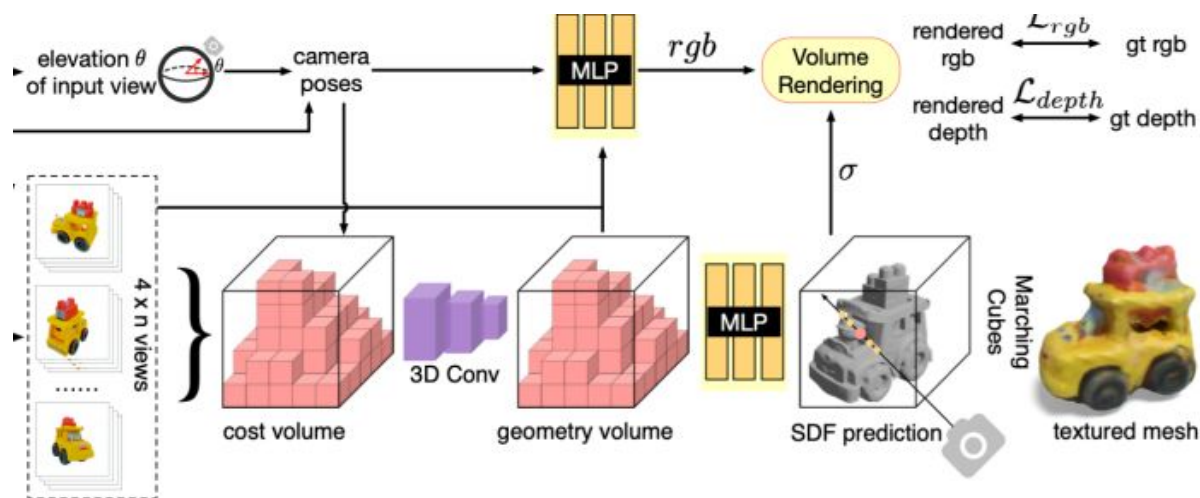 elevation θ
of input view
θ
camera
poses
MLP
rgb
Volume
Rendering
rendered
rgb
ℒrgb
gt rgb
rendered
depth
ℒdepth
gt depth
σ
4 x n views
......
cost volume
3D Conv
geometry volume
MLP
SDF prediction
Marching
Cubes
textured mesh